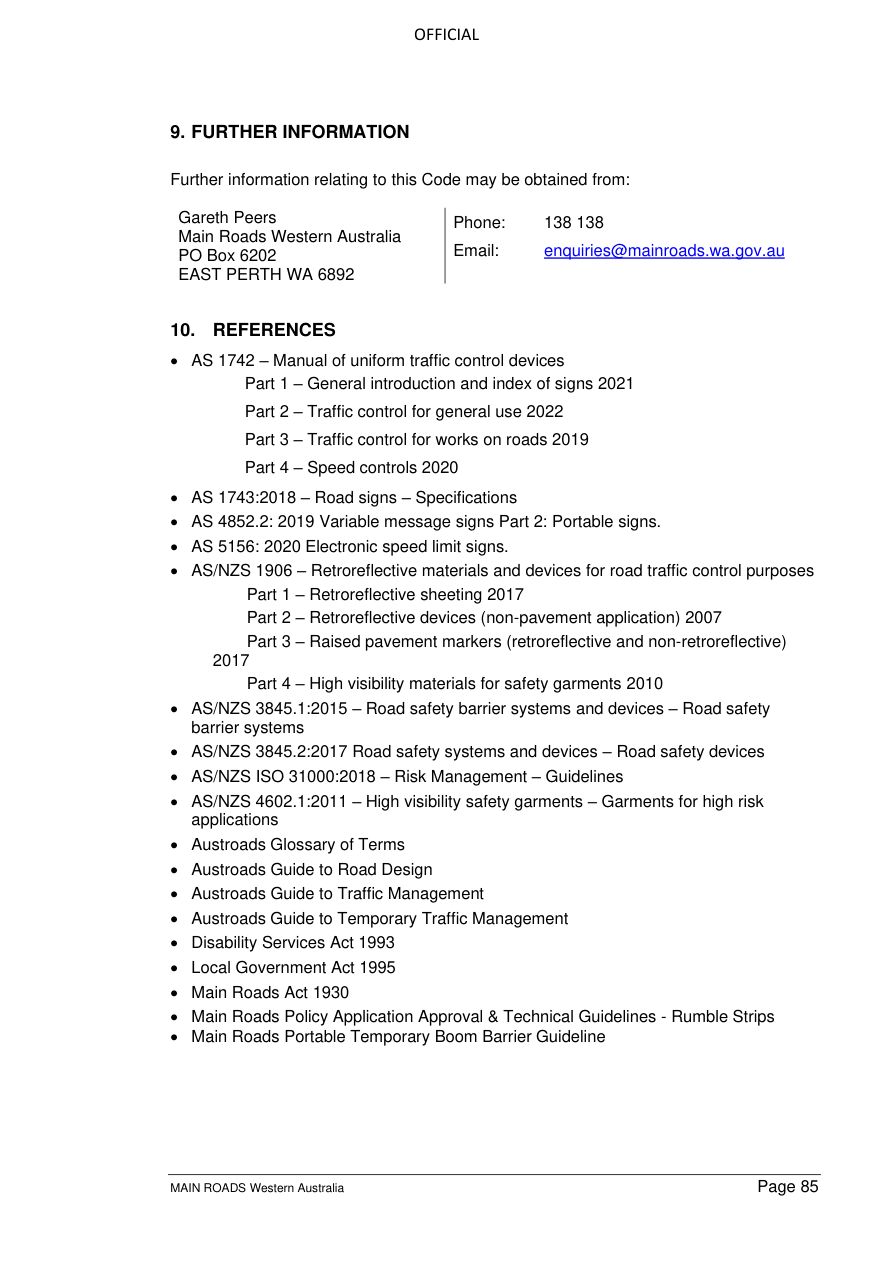 OFFICIAL
9. FURTHER INFORMATION
Further information relating to this Code may be obtained from:
Gareth Peers
Main Roads Western Australia
PO Box 6202
EAST PERTH WA 6892
Phone: 138 138
Email: enquiries@mainroads.wa.gov.au
10. REFERENCES
• AS 1742 – Manual of uniform traffic control devices
Part 1 – General introduction and index of signs 2021
Part 2 – Traffic control for general use 2022
Part 3 – Traffic control for works on roads 2019
Part 4 – Speed controls 2020
• AS 1743:2018 – Road signs – Specifications
• AS 4852.2: 2019 Variable message signs Part 2: Portable signs.
• AS 5156: 2020 Electronic speed limit signs.
• AS/NZS 1906 – Retroreflective materials and devices for road traffic control purposes
Part 1 – Retroreflective sheeting 2017
Part 2 – Retroreflective devices (non-pavement application) 2007
Part 3 – Raised pavement markers (retroreflective and non-retroreflective)
2017
Part 4 – High visibility materials for safety garments 2010
• AS/NZS 3845.1:2015 – Road safety barrier systems and devices – Road safety
barrier systems
• AS/NZS 3845.2:2017 Road safety systems and devices – Road safety devices
• AS/NZS ISO 31000:2018 – Risk Management – Guidelines
• AS/NZS 4602.1:2011 – High visibility safety garments – Garments for high risk
applications
• Austroads Glossary of Terms
• Austroads Guide to Road Design
• Austroads Guide to Traffic Management
• Austroads Guide to Temporary Traffic Management
• Disability Services Act 1993
• Local Government Act 1995
• Main Roads Act 1930
• Main Roads Policy Application Approval & Technical Guidelines - Rumble Strips
• Main Roads Portable Temporary Boom Barrier Guideline
MAIN ROADS Western Australia
Page 85